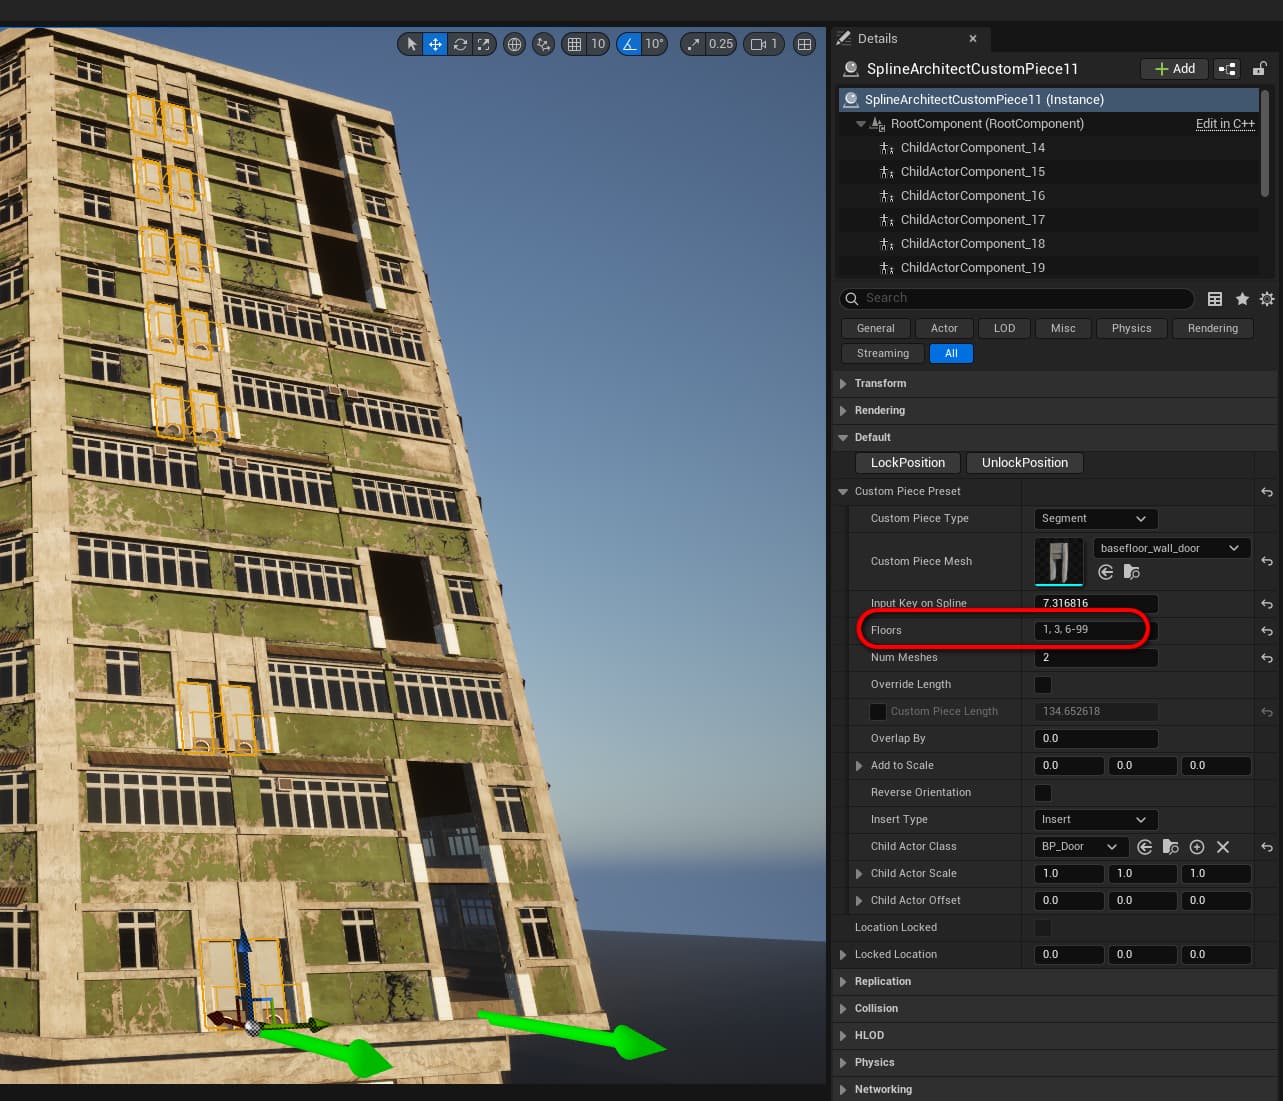 10
10°
0.25
1
Details
SplineArchitectCustomPiece11
Add
SplineArchitectCustomPiece11 (Instance)
RootComponent (RootComponent)
Edit in C++
ChildActorComponent_14
ChildActorComponent_15
ChildActorComponent_16
ChildActorComponent_17
ChildActorComponent_18
ChildActorComponent_19
Search
General
Actor
LOD
Misc
Physics
Rendering
Streaming
All
Transform
Rendering
Default
LockPosition
UnlockPosition
Custom Piece Preset
Custom Piece Type
Segment
Custom Piece Mesh
basefloor_wall_door
Input Key on Spline
7.316816
Floors
1, 3, 6-99
Num Meshes
2
Override Length
Custom Piece Length
134.652618
Overlap By
0.0
Add to Scale
0.0
0.0
0.0
Reverse Orientation
Insert Type
Insert
Child Actor Class
BP_Door
Child Actor Scale
1.0
1.0
1.0
Child Actor Offset
0.0
0.0
0.0
Location Locked
Locked Location
0.0
0.0
0.0
Replication
Collision
HLOD
Physics
Networking